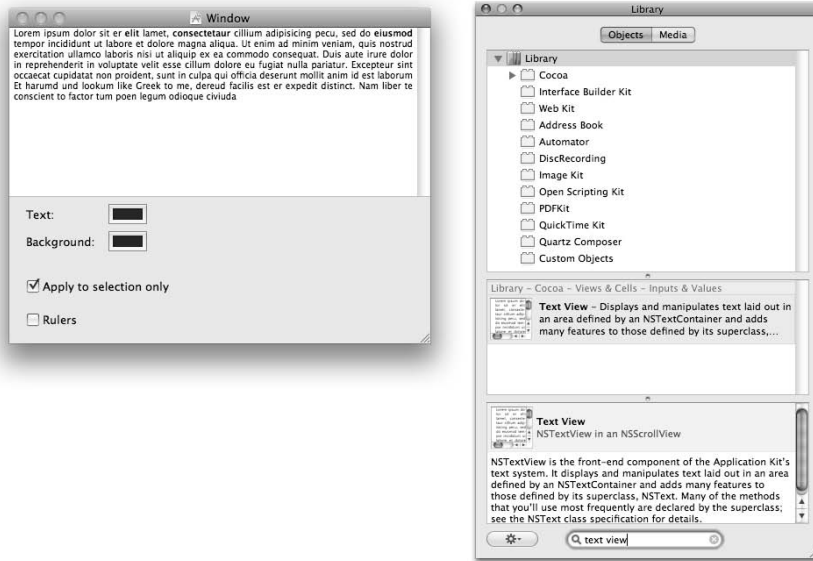 Window
Lorem ipsum dolor sit er elit lamet, consectetaur cillium adipisicing pecu, sed do eiusmod
tempor incididunt ut labore et dolore magna aliqua. Ut enim ad minim veniam, quis nostrud
exercitation ullamco laboris nisi ut aliquip ex ea commodo consequat. Duis aute irure dolor
in reprehenderit in voluptate velit esse cillum dolore eu fugiat nulla pariatur. Excepteur sint
occaecat cupidatat non proident, sunt in culpa qui officia deserunt mollit anim id est laborum
Et harumd und lookum like Greek to me, dereud facilis est er expedit distinct. Nam liber te
conscient to factor tum poen legum odioque civiuda
Text:
Background:
Apply to selection only
Rulers
Library
Objects Media
Library
Cocoa
Interface Builder Kit
Web Kit
Address Book
Automator
DiscRecording
Image Kit
Open Scripting Kit
PDFKit
QuickTime Kit
Quartz Composer
Custom Objects
Library – Cocoa – Views & Cells – Inputs & Values
Text View – Displays and manipulates text laid out in
an area defined by an NSTextContainer and adds
many features to those defined by its superclass,...
Text View
NSTextView in an NSScrollView
NSTextView is the front-end component of the Application Kit's
text system. It displays and manipulates text laid out in an area
defined by an NSTextContainer and adds many features to
those defined by its superclass, NSText. Many of the methods
that you'll use most frequently are declared by the superclass;
see the NSText class specification for details.
text view